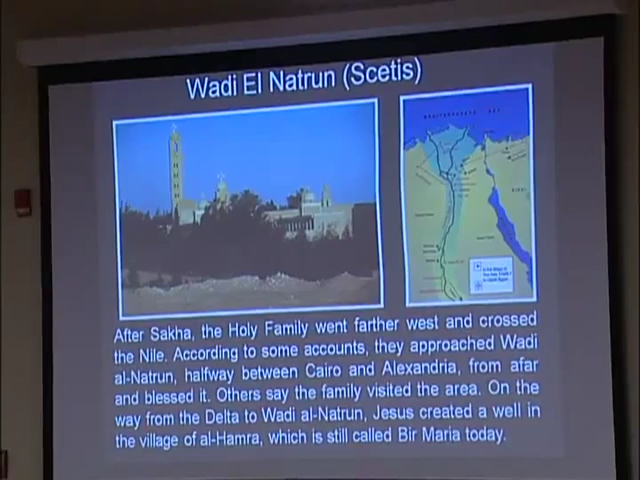 Wadi El Natrun (Scetis)
After Sakha, the Holy Family went farther west and crossed
the Nile. According to some accounts, they approached Wadi
al-Natrun, halfway between Cairo and Alexandria, from afar
and blessed it. Others say the family visited the area. On the
way from the Delta to Wadi al-Natrun, Jesus created a well in
the village of al-Hamra, which is still called Bir Maria today.